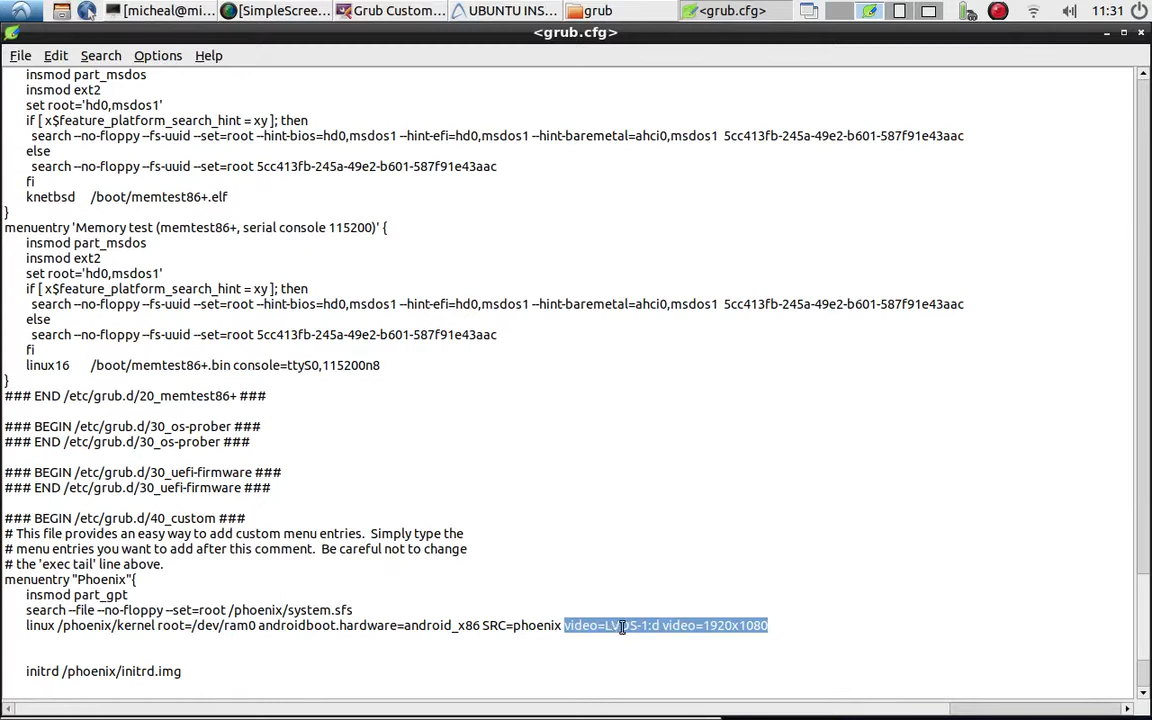 [micheal@mi... [SimpleScree... Grub Custom... UBUNTU INS... grub <grub.cfg> 11:31
<grub.cfg>
File Edit Search Options Help
insmod part_msdos
insmod ext2
set root='hd0,msdos1'
if [ x$feature_platform_search_hint = xy ]; then
search --no-floppy --fs-uuid --set=root --hint-bios=hd0,msdos1 --hint-efi=hd0,msdos1 --hint-baremetal=ahci0,msdos1 5cc413fb-245a-49e2-b601-587f91e43aac
else
search --no-floppy --fs-uuid --set=root 5cc413fb-245a-49e2-b601-587f91e43aac
fi
knetbsd /boot/memtest86+.elf
}
menuentry 'Memory test (memtest86+, serial console 115200)' {
insmod part_msdos
insmod ext2
set root='hd0,msdos1'
if [ x$feature_platform_search_hint = xy ]; then
search --no-floppy --fs-uuid --set=root --hint-bios=hd0,msdos1 --hint-efi=hd0,msdos1 --hint-baremetal=ahci0,msdos1 5cc413fb-245a-49e2-b601-587f91e43aac
else
search --no-floppy --fs-uuid --set=root 5cc413fb-245a-49e2-b601-587f91e43aac
fi
linux16 /boot/memtest86+.bin console=ttyS0,115200n8
}
### END /etc/grub.d/20_memtest86+ ###
### BEGIN /etc/grub.d/30_os-prober ###
### END /etc/grub.d/30_os-prober ###
### BEGIN /etc/grub.d/30_uefi-firmware ###
### END /etc/grub.d/30_uefi-firmware ###
### BEGIN /etc/grub.d/40_custom ###
# This file provides an easy way to add custom menu entries. Simply type the
# menu entries you want to add after this comment. Be careful not to change
# the 'exec tail' line above.
menuentry "Phoenix"{
insmod part_gpt
search --file --no-floppy --set=root /phoenix/system.sfs
linux /phoenix/kernel root=/dev/ram0 androidboot.hardware=android_x86 SRC=phoenix video=LVDS-1:d video=1920x1080
initrd /phoenix/initrd.img